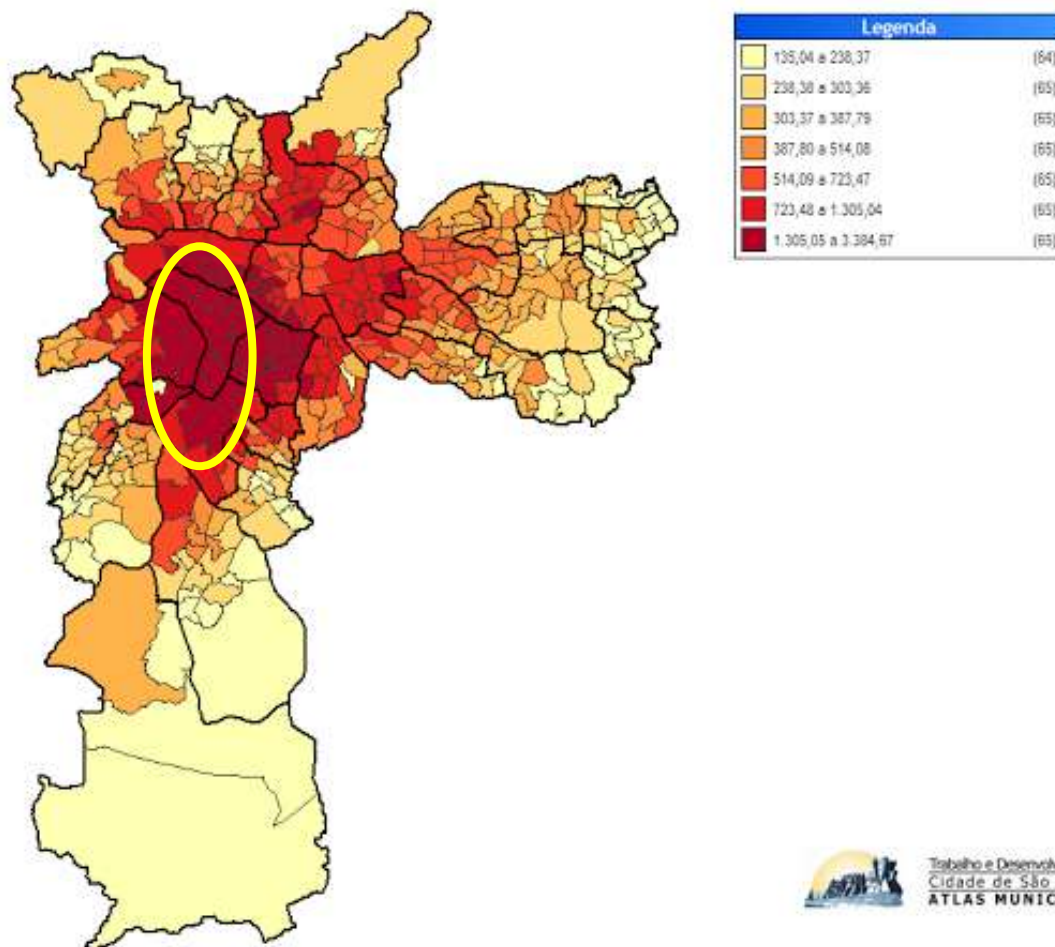 Legenda
135,04 a 238,37 (64)
238,38 a 303,36 (65)
303,37 a 387,79 (65)
387,80 a 514,08 (65)
514,09 a 723,47 (65)
723,48 a 1.305,04 (65)
1.305,05 a 3.384,67 (65)
Trabalho e Desenvolv
Cidade de São
ATLAS MUNIC